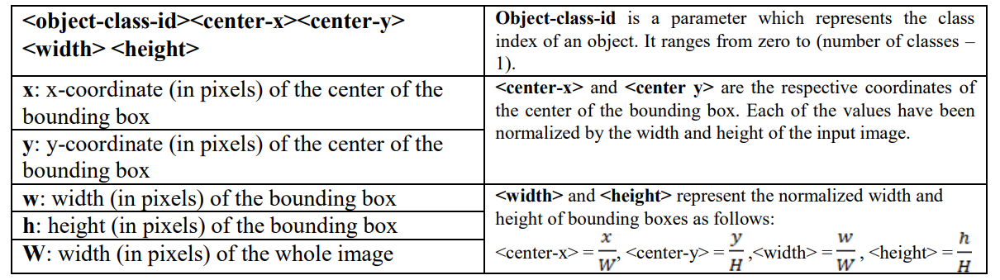 <object-class-id><center-x><center-y>
<width> <height>
Object-class-id is a parameter which represents the class
index of an object. It ranges from zero to (number of classes –
1).
x: x-coordinate (in pixels) of the center of the
bounding box
y: y-coordinate (in pixels) of the center of the
bounding box
<center-x> and <center y> are the respective coordinates of
the center of the bounding box. Each of the values have been
normalized by the width and height of the input image.
w: width (in pixels) of the bounding box
h: height (in pixels) of the bounding box
W: width (in pixels) of the whole image
<width> and <height> represent the normalized width and
height of bounding boxes as follows:
<center-x> = x/W, <center-y> = y/H ,<width> = w/W , <height> = h/H